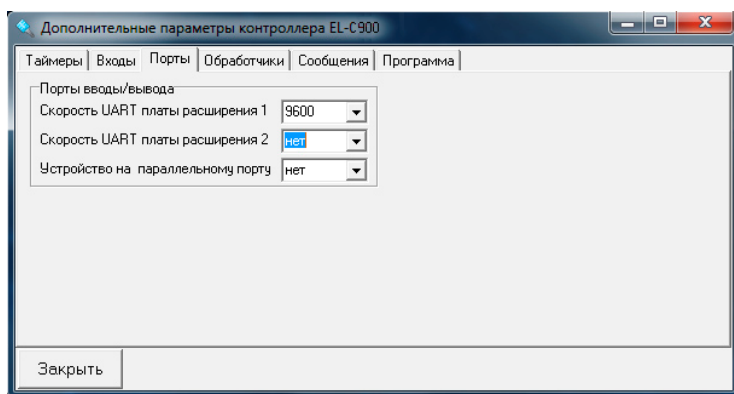 Дополнительные параметры контроллера EL-C900
Таймеры Входы Порты Обработчики Сообщения Программа
Порты вводы/вывода
Скорость UART платы расширения 1 9600
Скорость UART платы расширения 2 нет
Устройство на параллельному порту нет
Закрыть